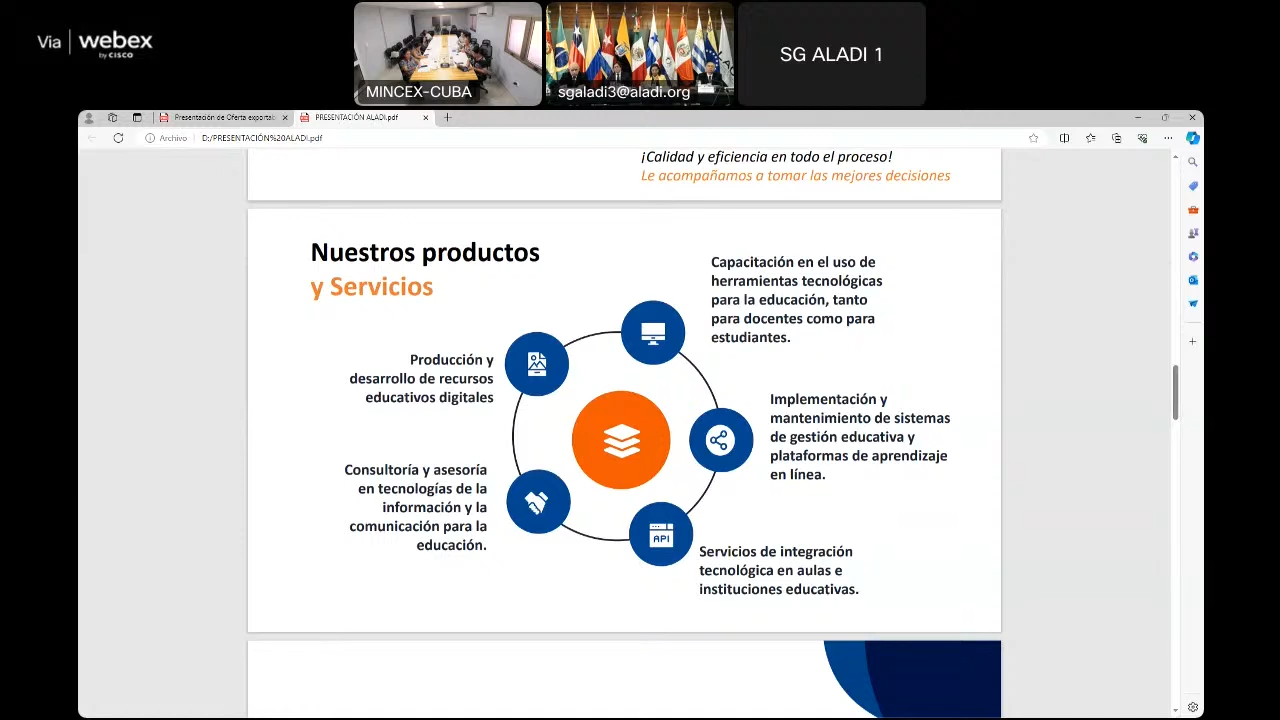 Via webex
by CISCO
MINCEX-CUBA
sgaladi3@aladi.org
SG ALADI 1
Presentación de Oferta exportab
PRESENTACIÓN ALADI.pdf
Archivo
D:/PRESENTACIÓN%20ALADI.pdf
¡Calidad y eficiencia en todo el proceso!
Le acompañamos a tomar las mejores decisiones
Nuestros productos
y Servicios
Capacitación en el uso de
herramientas tecnológicas
para la educación, tanto
para docentes como para
estudiantes.
Producción y
desarrollo de recursos
educativos digitales
Implementación y
mantenimiento de sistemas
de gestión educativa y
plataformas de aprendizaje
en línea.
Consultoría y asesoría
en tecnologías de la
información y la
comunicación para la
educación.
API
Servicios de integración
tecnológica en aulas e
instituciones educativas.